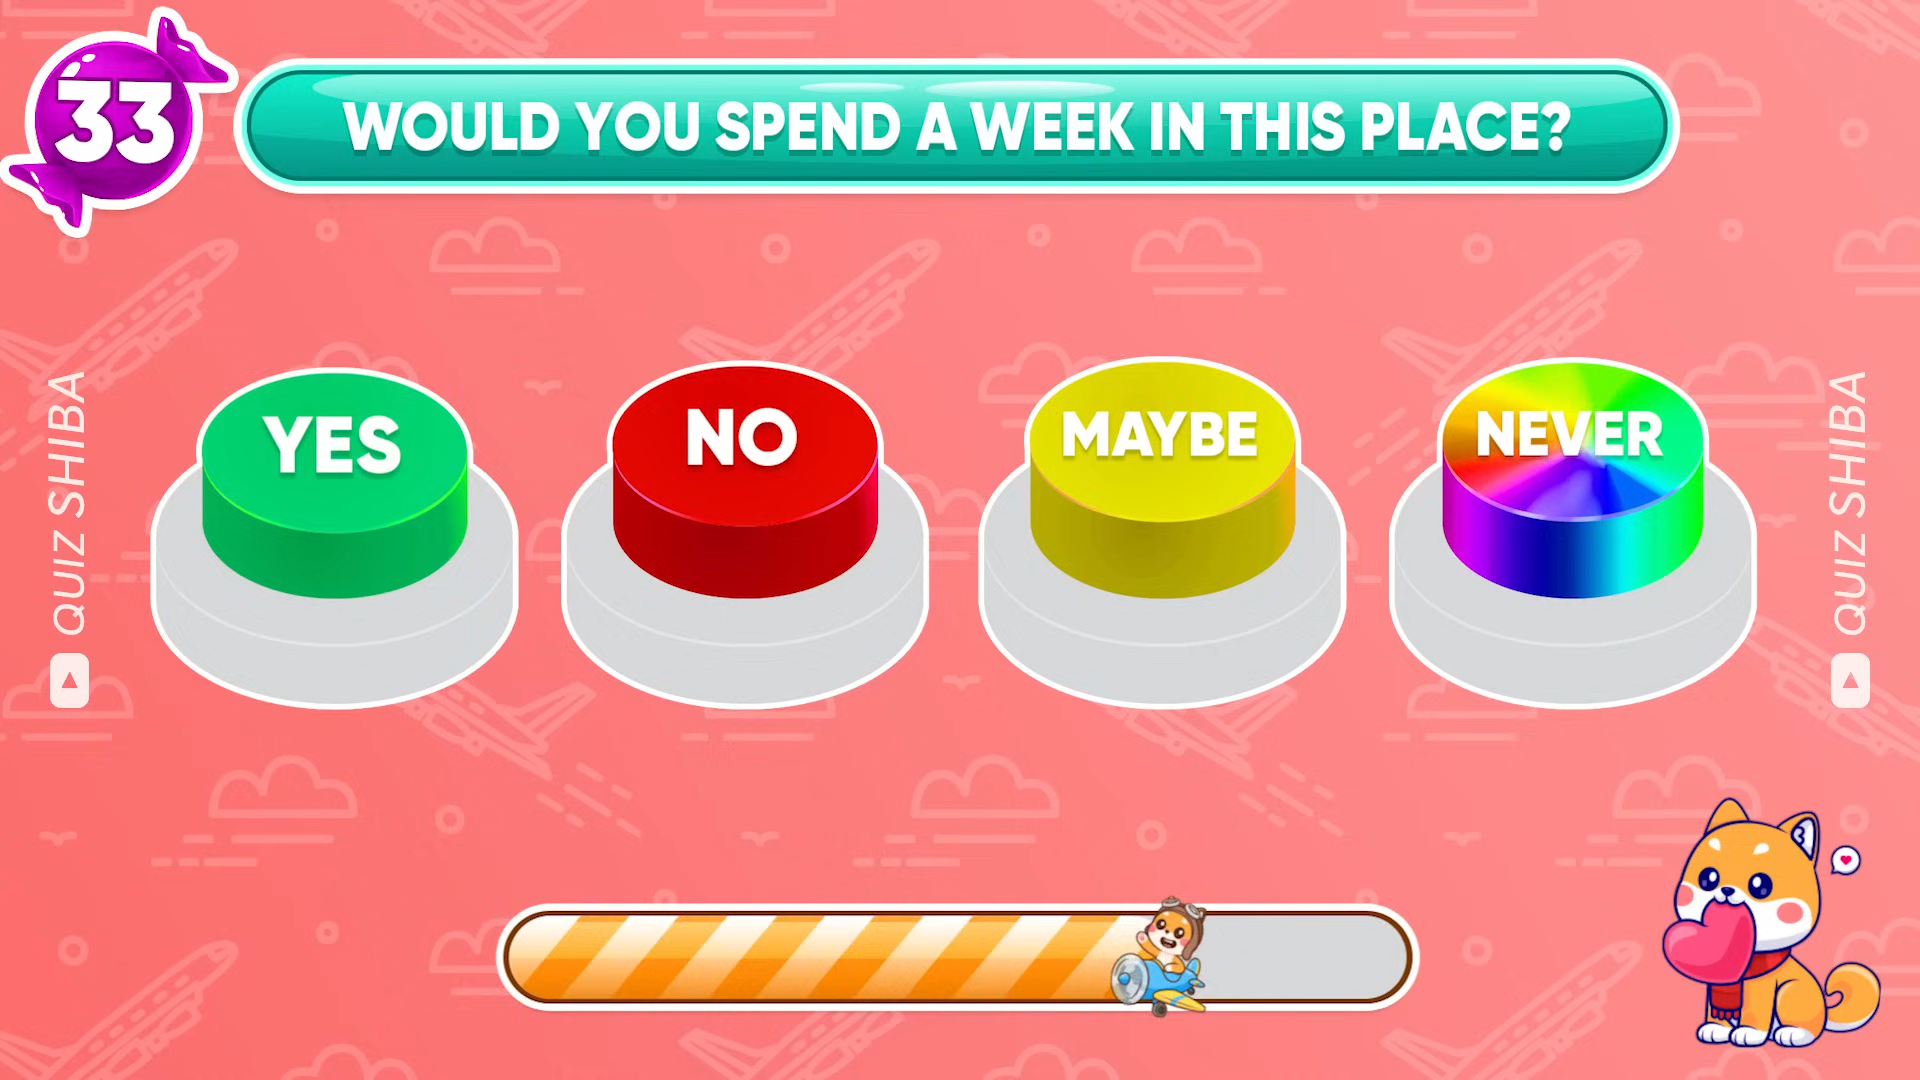 33
WOULD YOU SPEND A WEEK IN THIS PLACE?
YES
NO
MAYBE
NEVER
QUIZ SHIBA
QUIZ SHIBA